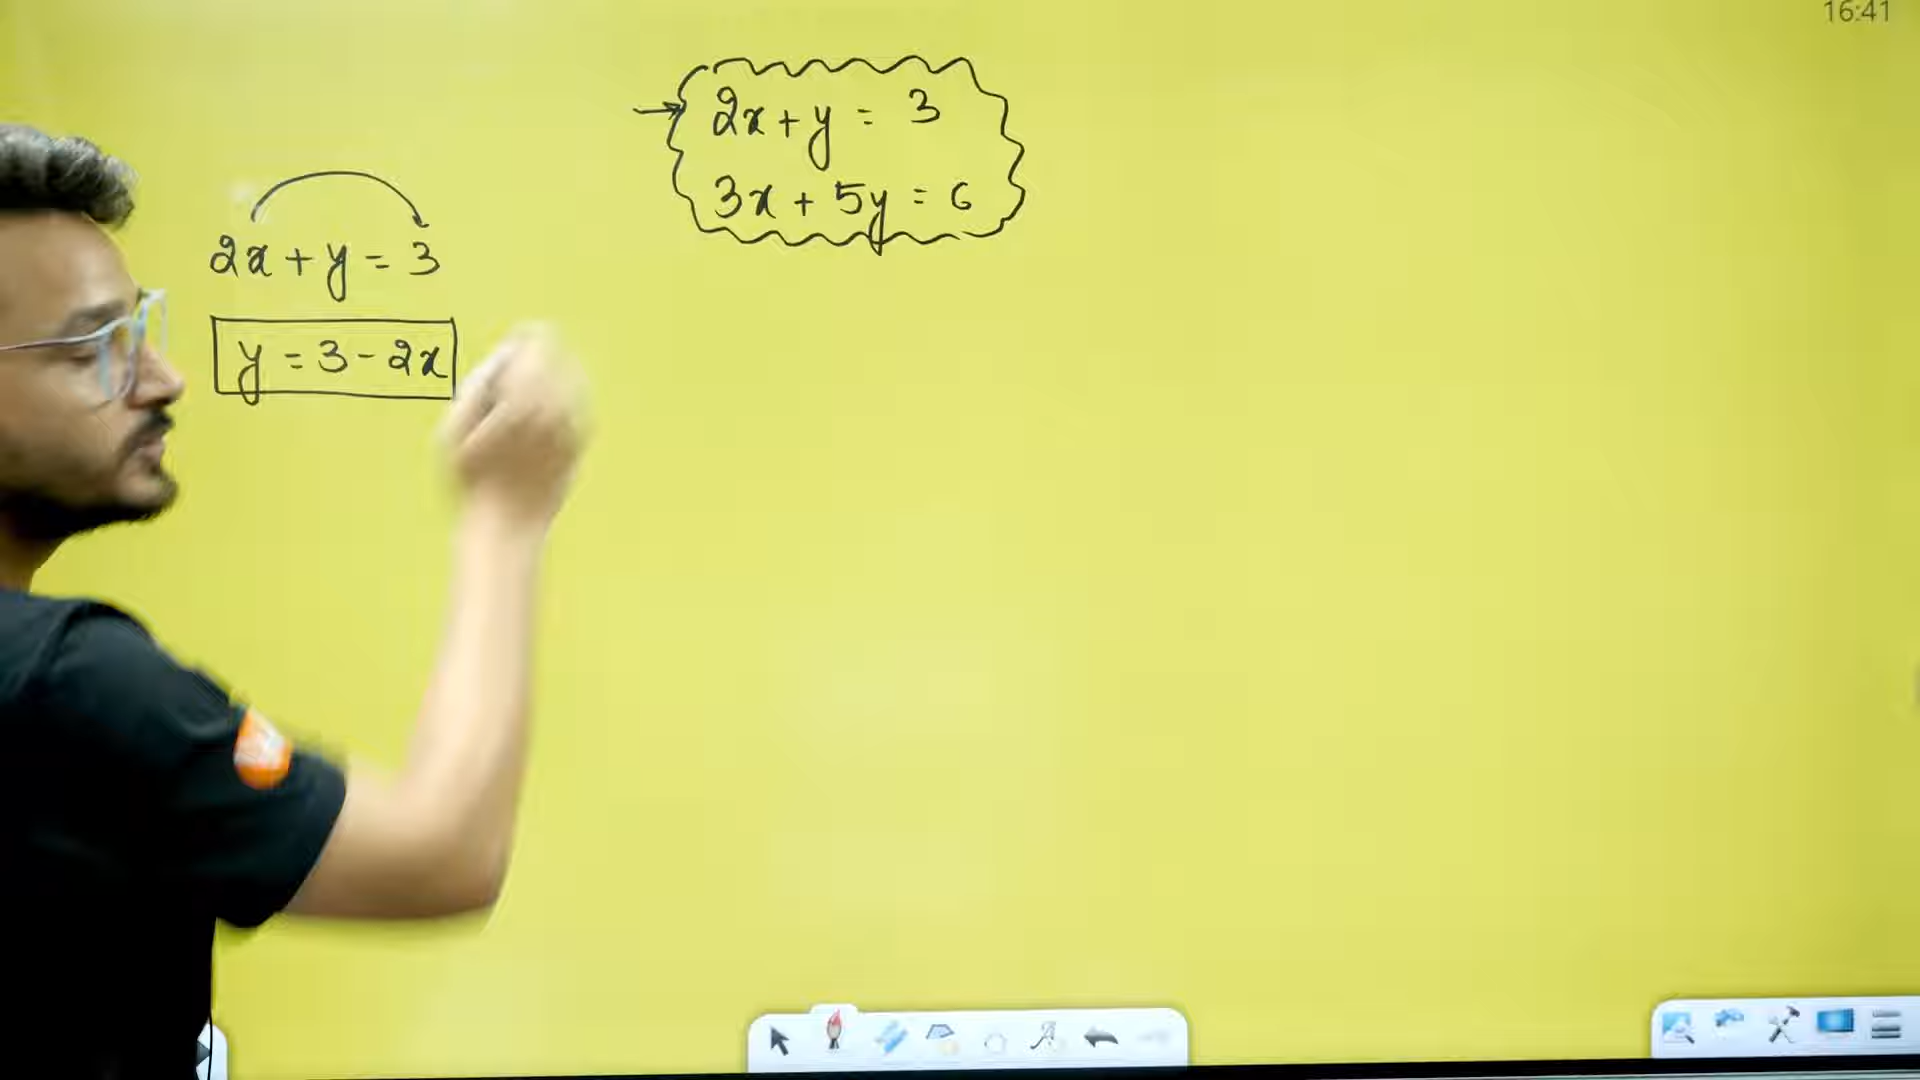 16:41
2x+y = 3
3x + 5y = 6
2x + y = 3
y = 3 - 2x